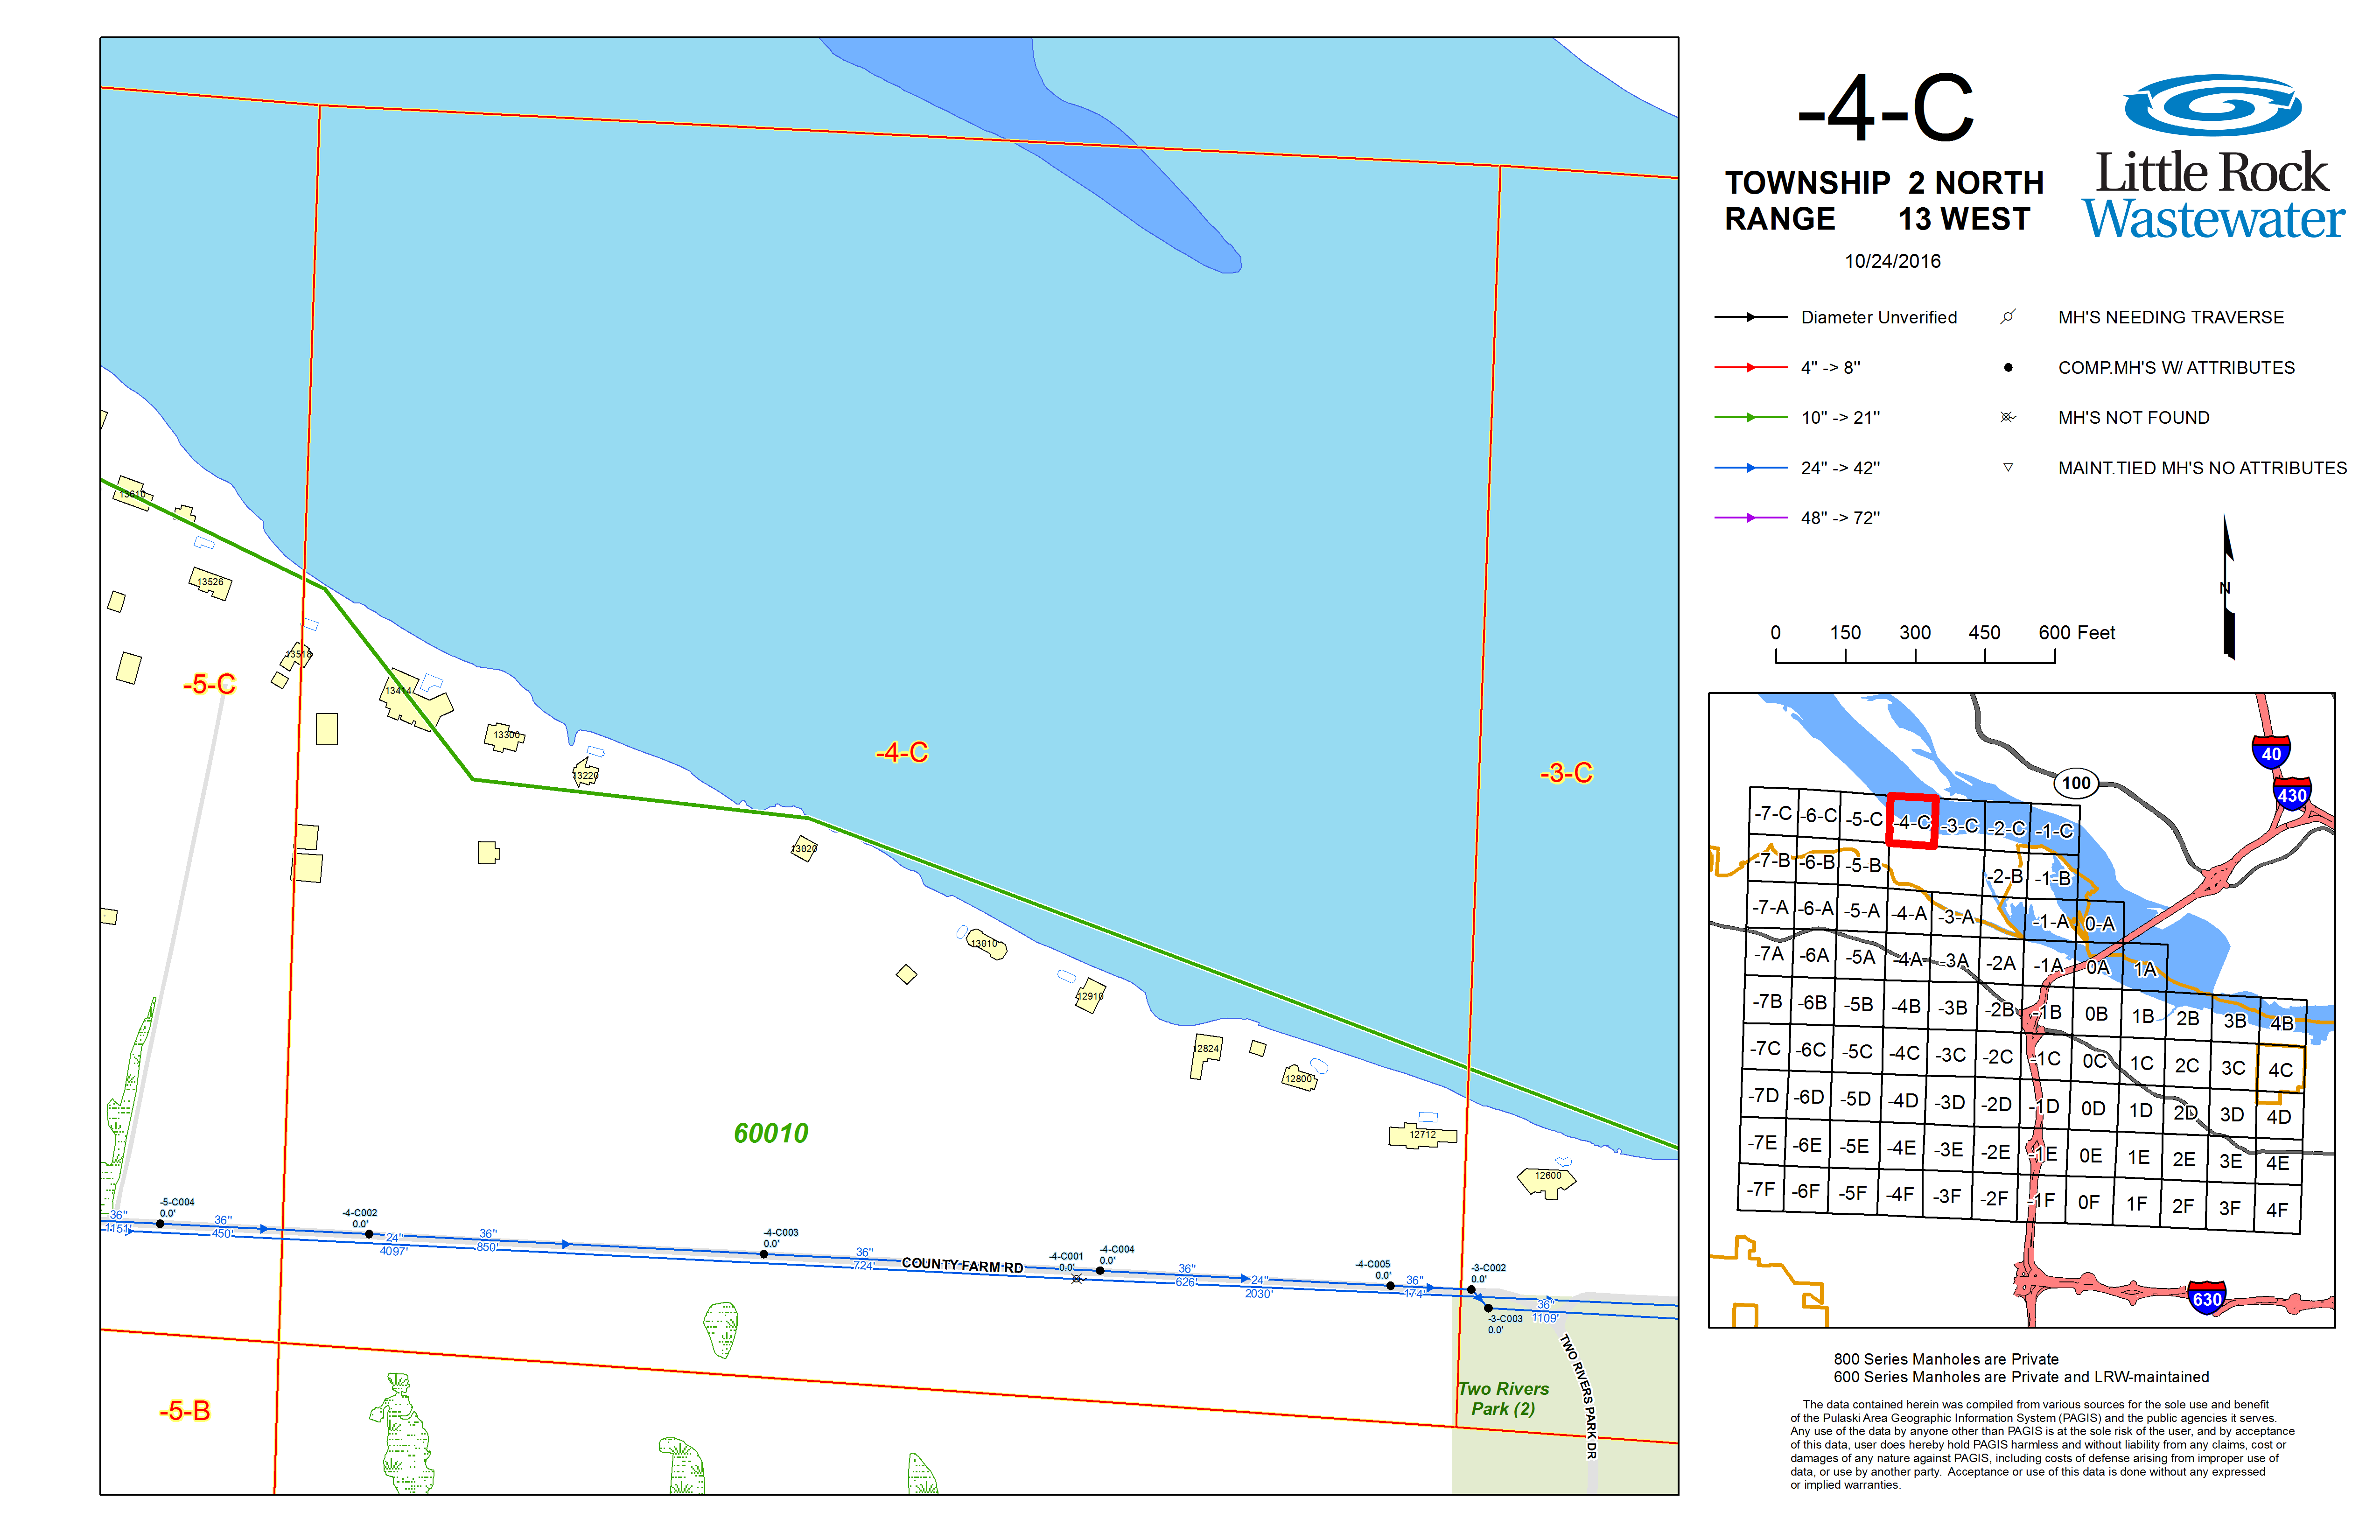 -4-C
TOWNSHIP 2 NORTH
RANGE 13 WEST
10/24/2016
Little Rock
Wastewater
Diameter Unverified
4" -> 8"
10" -> 21"
24" -> 42"
48" -> 72"
MH'S NEEDING TRAVERSE
COMP.MH'S W/ ATTRIBUTES
MH'S NOT FOUND
MAINT.TIED MH'S NO ATTRIBUTES
N
0 150 300 450 600 Feet
13610
13526
13518
-5-C
13414
13300
13220
-4-C
-3-C
13020
13010
12910
12824
12800
12712
12600
60010
-5-C004
0.0'
36"
1151'
36"
450'
-4-C002
0.0'
24"
4097'
36"
850'
-4-C003
0.0'
36"
724'
COUNTY FARM RD
-4-C001
0.0'
-4-C004
0.0'
36"
626'
24"
2030'
-4-C005
0.0'
36"
174'
-3-C002
0.0'
-3-C003
0.0'
36"
1109'
TWO RIVERS PARK DR
Two Rivers
Park (2)
-5-B
40
430
100
630
-7-C -6-C -5-C -4-C -3-C -2-C -1-C
-7-B -6-B -5-B -2-B -1-B
-7-A -6-A -5-A -4-A -3-A -1-A 0-A
-7A -6A -5A -4A -3A -2A -1A 0A 1A
-7B -6B -5B -4B -3B -2B -1B 0B 1B 2B 3B 4B
-7C -6C -5C -4C -3C -2C -1C 0C 1C 2C 3C 4C
-7D -6D -5D -4D -3D -2D -1D 0D 1D 2D 3D 4D
-7E -6E -5E -4E -3E -2E -1E 0E 1E 2E 3E 4E
-7F -6F -5F -4F -3F -2F -1F 0F 1F 2F 3F 4F
800 Series Manholes are Private
600 Series Manholes are Private and LRW-maintained
The data contained herein was compiled from various sources for the sole use and benefit
of the Pulaski Area Geographic Information System (PAGIS) and the public agencies it serves.
Any use of the data by anyone other than PAGIS is at the sole risk of the user, and by acceptance
of this data, user does hereby hold PAGIS harmless and without liability from any claims, cost or
damages of any nature against PAGIS, including costs of defense arising from improper use of
data, or use by another party. Acceptance or use of this data is done without any expressed
or implied warranties.